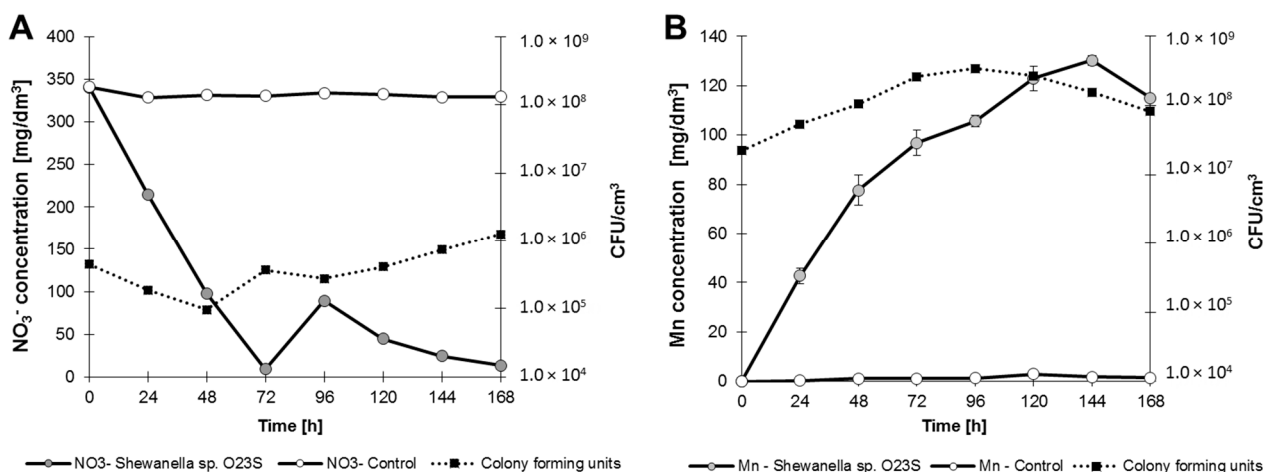 A
NO₃⁻ concentration [mg/dm³]
400
350
300
250
200
150
100
50
0
0 24 48 72 96 120 144 168
Time [h]
1.0 × 10⁹
1.0 × 10⁸
1.0 × 10⁷
1.0 × 10⁶
1.0 × 10⁵
1.0 × 10⁴
CFU/cm³
NO3- Shewanella sp. O23S NO3- Control Colony forming units
B
Mn concentration [mg/dm³]
140
120
100
80
60
40
20
0
0 24 48 72 96 120 144 168
Time [h]
1.0 × 10⁹
1.0 × 10⁸
1.0 × 10⁷
1.0 × 10⁶
1.0 × 10⁵
1.0 × 10⁴
CFU/cm³
Mn - Shewanella sp. O23S Mn - Control Colony forming units